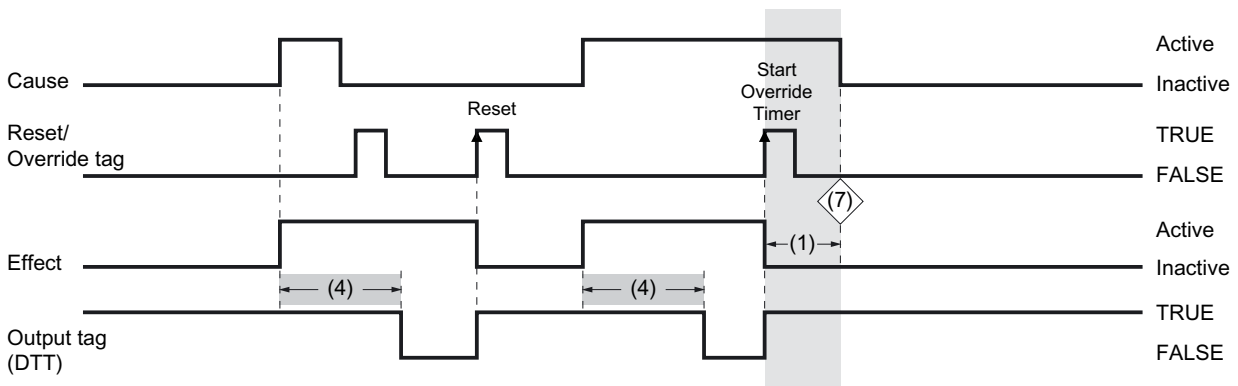 Cause
Active
Inactive
Reset
Start
Override
Timer
Reset/
Override tag
TRUE
FALSE
(7)
(1)
Effect
Active
Inactive
(4)
(4)
Output tag
(DTT)
TRUE
FALSE